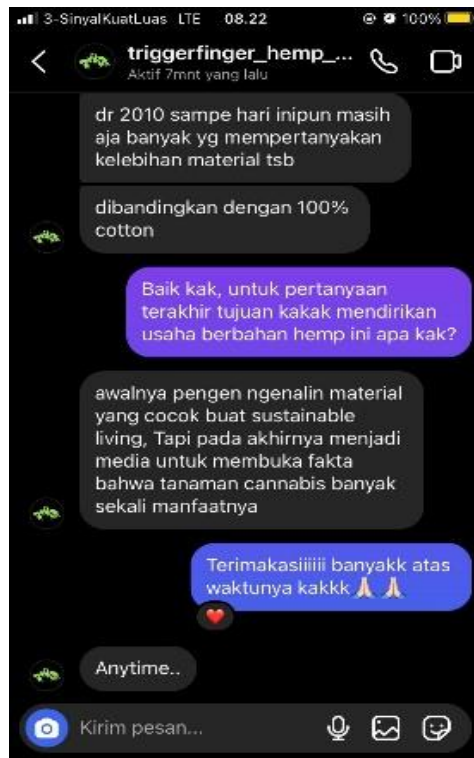 3-SinyalKuatLuas LTE 08.22 100%
triggerfinger_hemp_...
Aktif 7mnt yang lalu
dr 2010 sampe hari inipun masih
aja banyak yg mempertanyakan
kelebihan material tsb
dibandingkan dengan 100%
cotton
Baik kak, untuk pertanyaan
terakhir tujuan kakak mendirikan
usaha berbahan hemp ini apa kak?
awalnya pengen ngenalin material
yang cocok buat sustainable
living, Tapi pada akhirnya menjadi
media untuk membuka fakta
bahwa tanaman cannabis banyak
sekali manfaatnya
Terimakasiiiiii banyakk atas
waktunya kakkk 🙏🏻 🙏🏻
Anytime..
Kirim pesan...